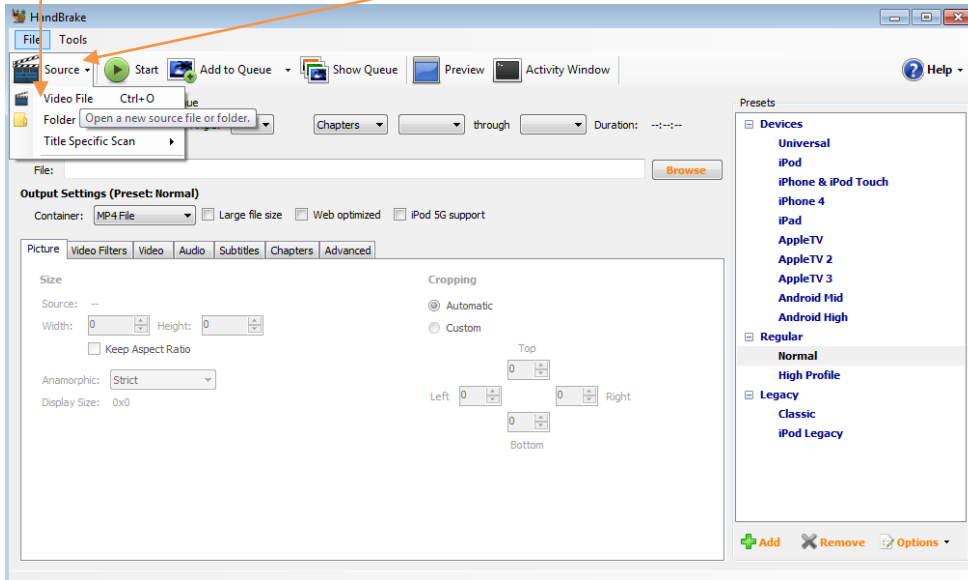 HandBrake
File Tools
Source Start Add to Queue Show Queue Preview Activity Window Help
Video File Ctrl+O
Folder Open a new source file or folder.
Title Specific Scan
Chapters through Duration: --:--:--
File: Browse
Output Settings (Preset: Normal)
Container: MP4 File Large file size Web optimized iPod 5G support
Picture Video Filters Video Audio Subtitles Chapters Advanced
Size
Source: --
Width: 0 Height: 0
Keep Aspect Ratio
Anamorphic: Strict
Display Size: 0x0
Cropping
Automatic
Custom
Top
0
Left 0 0 Right
0
Bottom
Presets
Devices
Universal
iPod
iPhone & iPod Touch
iPhone 4
iPad
AppleTV
AppleTV 2
AppleTV 3
Android Mid
Android High
Regular
Normal
High Profile
Legacy
Classic
iPod Legacy
Add Remove Options